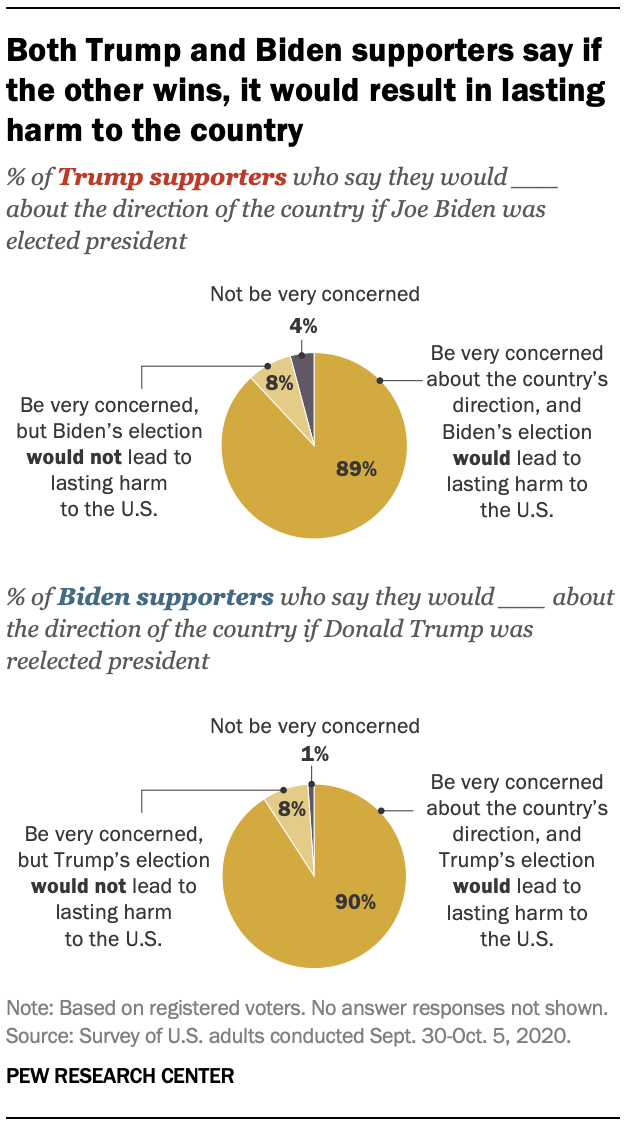 Both Trump and Biden supporters say if
the other wins, it would result in lasting
harm to the country
% of Trump supporters who say they would ___
about the direction of the country if Joe Biden was
elected president
Not be very concerned
4%
8%
89%
Be very concerned,
but Biden's election
would not lead to
lasting harm
to the U.S.
Be very concerned
about the country's
direction, and
Biden's election
would lead to
lasting harm to
the U.S.
% of Biden supporters who say they would ___ about
the direction of the country if Donald Trump was
reelected president
Not be very concerned
1%
8%
90%
Be very concerned,
but Trump's election
would not lead to
lasting harm
to the U.S.
Be very concerned
about the country's
direction, and
Trump's election
would lead to
lasting harm to
the U.S.
Note: Based on registered voters. No answer responses not shown.
Source: Survey of U.S. adults conducted Sept. 30-Oct. 5, 2020.
PEW RESEARCH CENTER